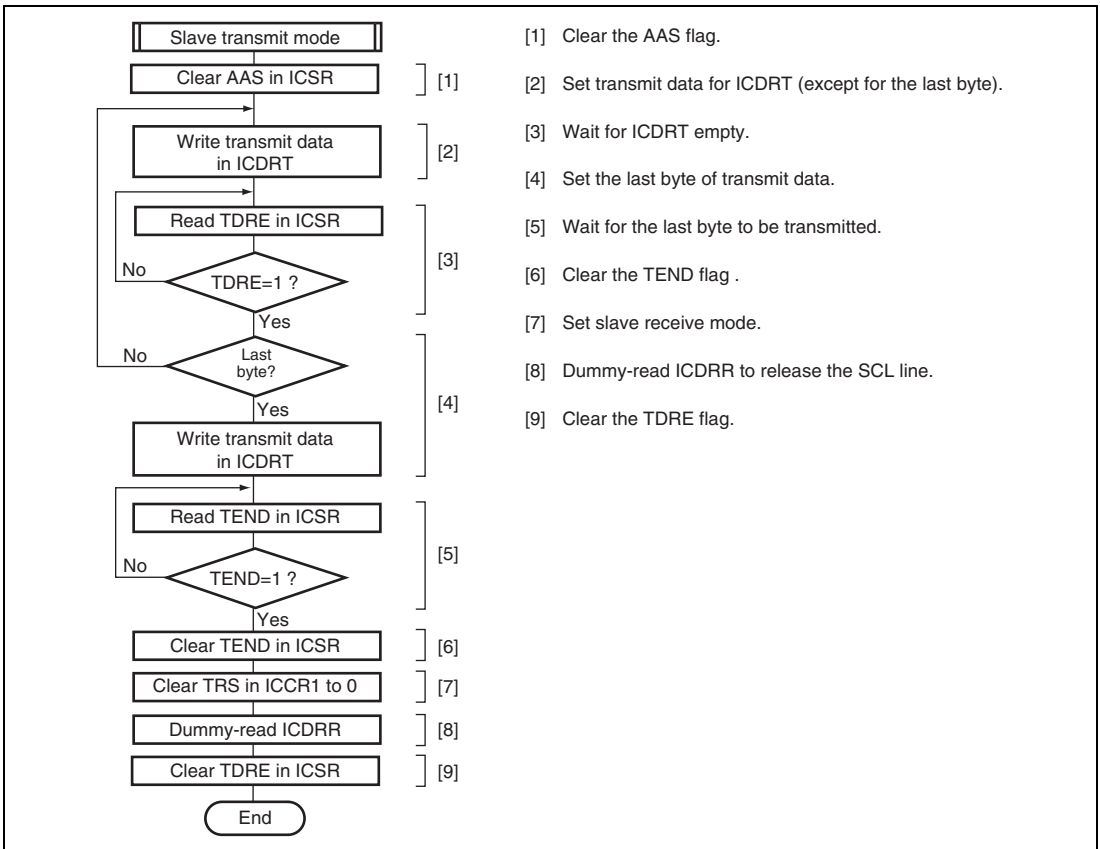 Slave transmit mode
Clear AAS in ICSR
[1]
Write transmit data
in ICDRT
[2]
Read TDRE in ICSR
No
TDRE=1 ?
[3]
Yes
No
Last
byte?
Yes
[4]
Write transmit data
in ICDRT
Read TEND in ICSR
[5]
No
TEND=1 ?
Yes
Clear TEND in ICSR
[6]
Clear TRS in ICCR1 to 0
[7]
Dummy-read ICDRR
[8]
Clear TDRE in ICSR
[9]
End
[1] Clear the AAS flag.
[2] Set transmit data for ICDRT (except for the last byte).
[3] Wait for ICDRT empty.
[4] Set the last byte of transmit data.
[5] Wait for the last byte to be transmitted.
[6] Clear the TEND flag .
[7] Set slave receive mode.
[8] Dummy-read ICDRR to release the SCL line.
[9] Clear the TDRE flag.